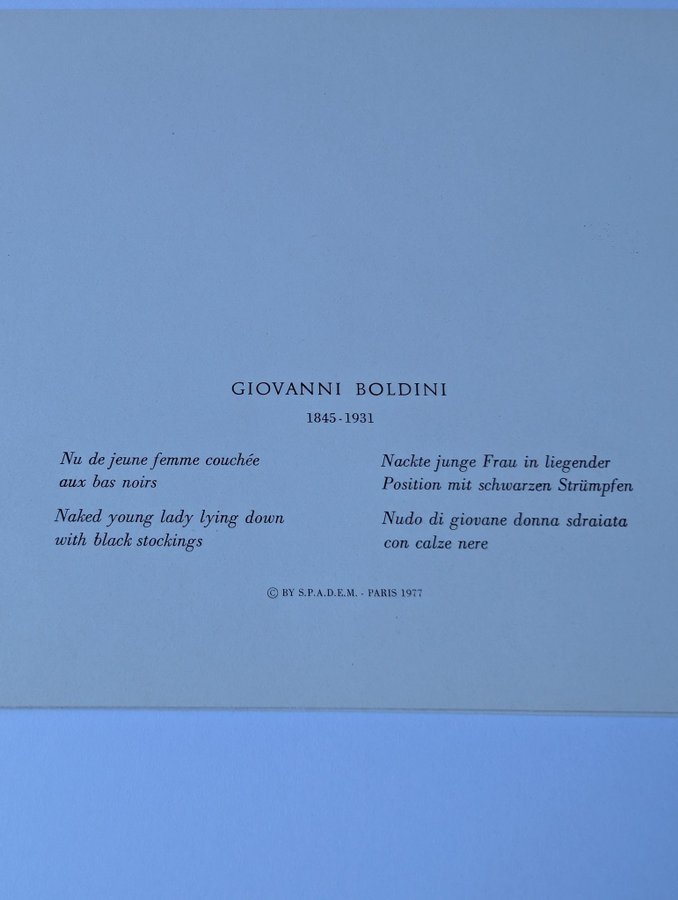 GIOVANNI BOLDINI
1845-1931
Nu de jeune femme couchée
aux bas noirs
Naked young lady lying down
with black stockings
Nackte junge Frau in liegender
Position mit schwarzen Strümpfen
Nudo di giovane donna sdraiata
con calze nere
© BY S.P.A.D.E.M. - PARIS 1977